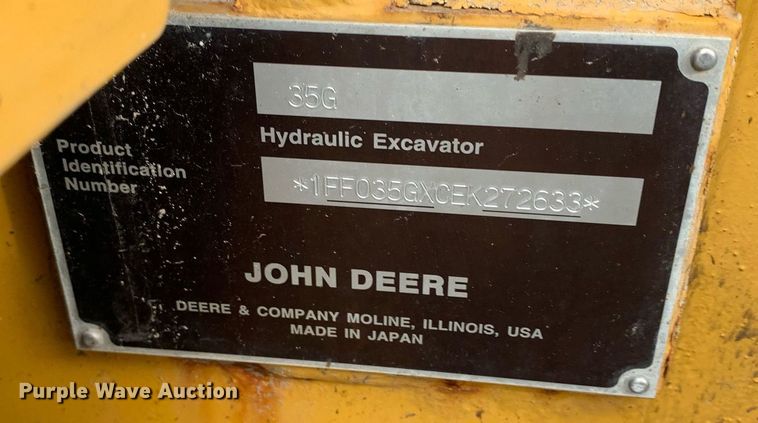 35G
Hydraulic Excavator
Product
Identification
Number
*1FF035GXCEK272633*
JOHN DEERE
DEERE & COMPANY MOLINE, ILLINOIS, USA
MADE IN JAPAN
Purple Wave Auction